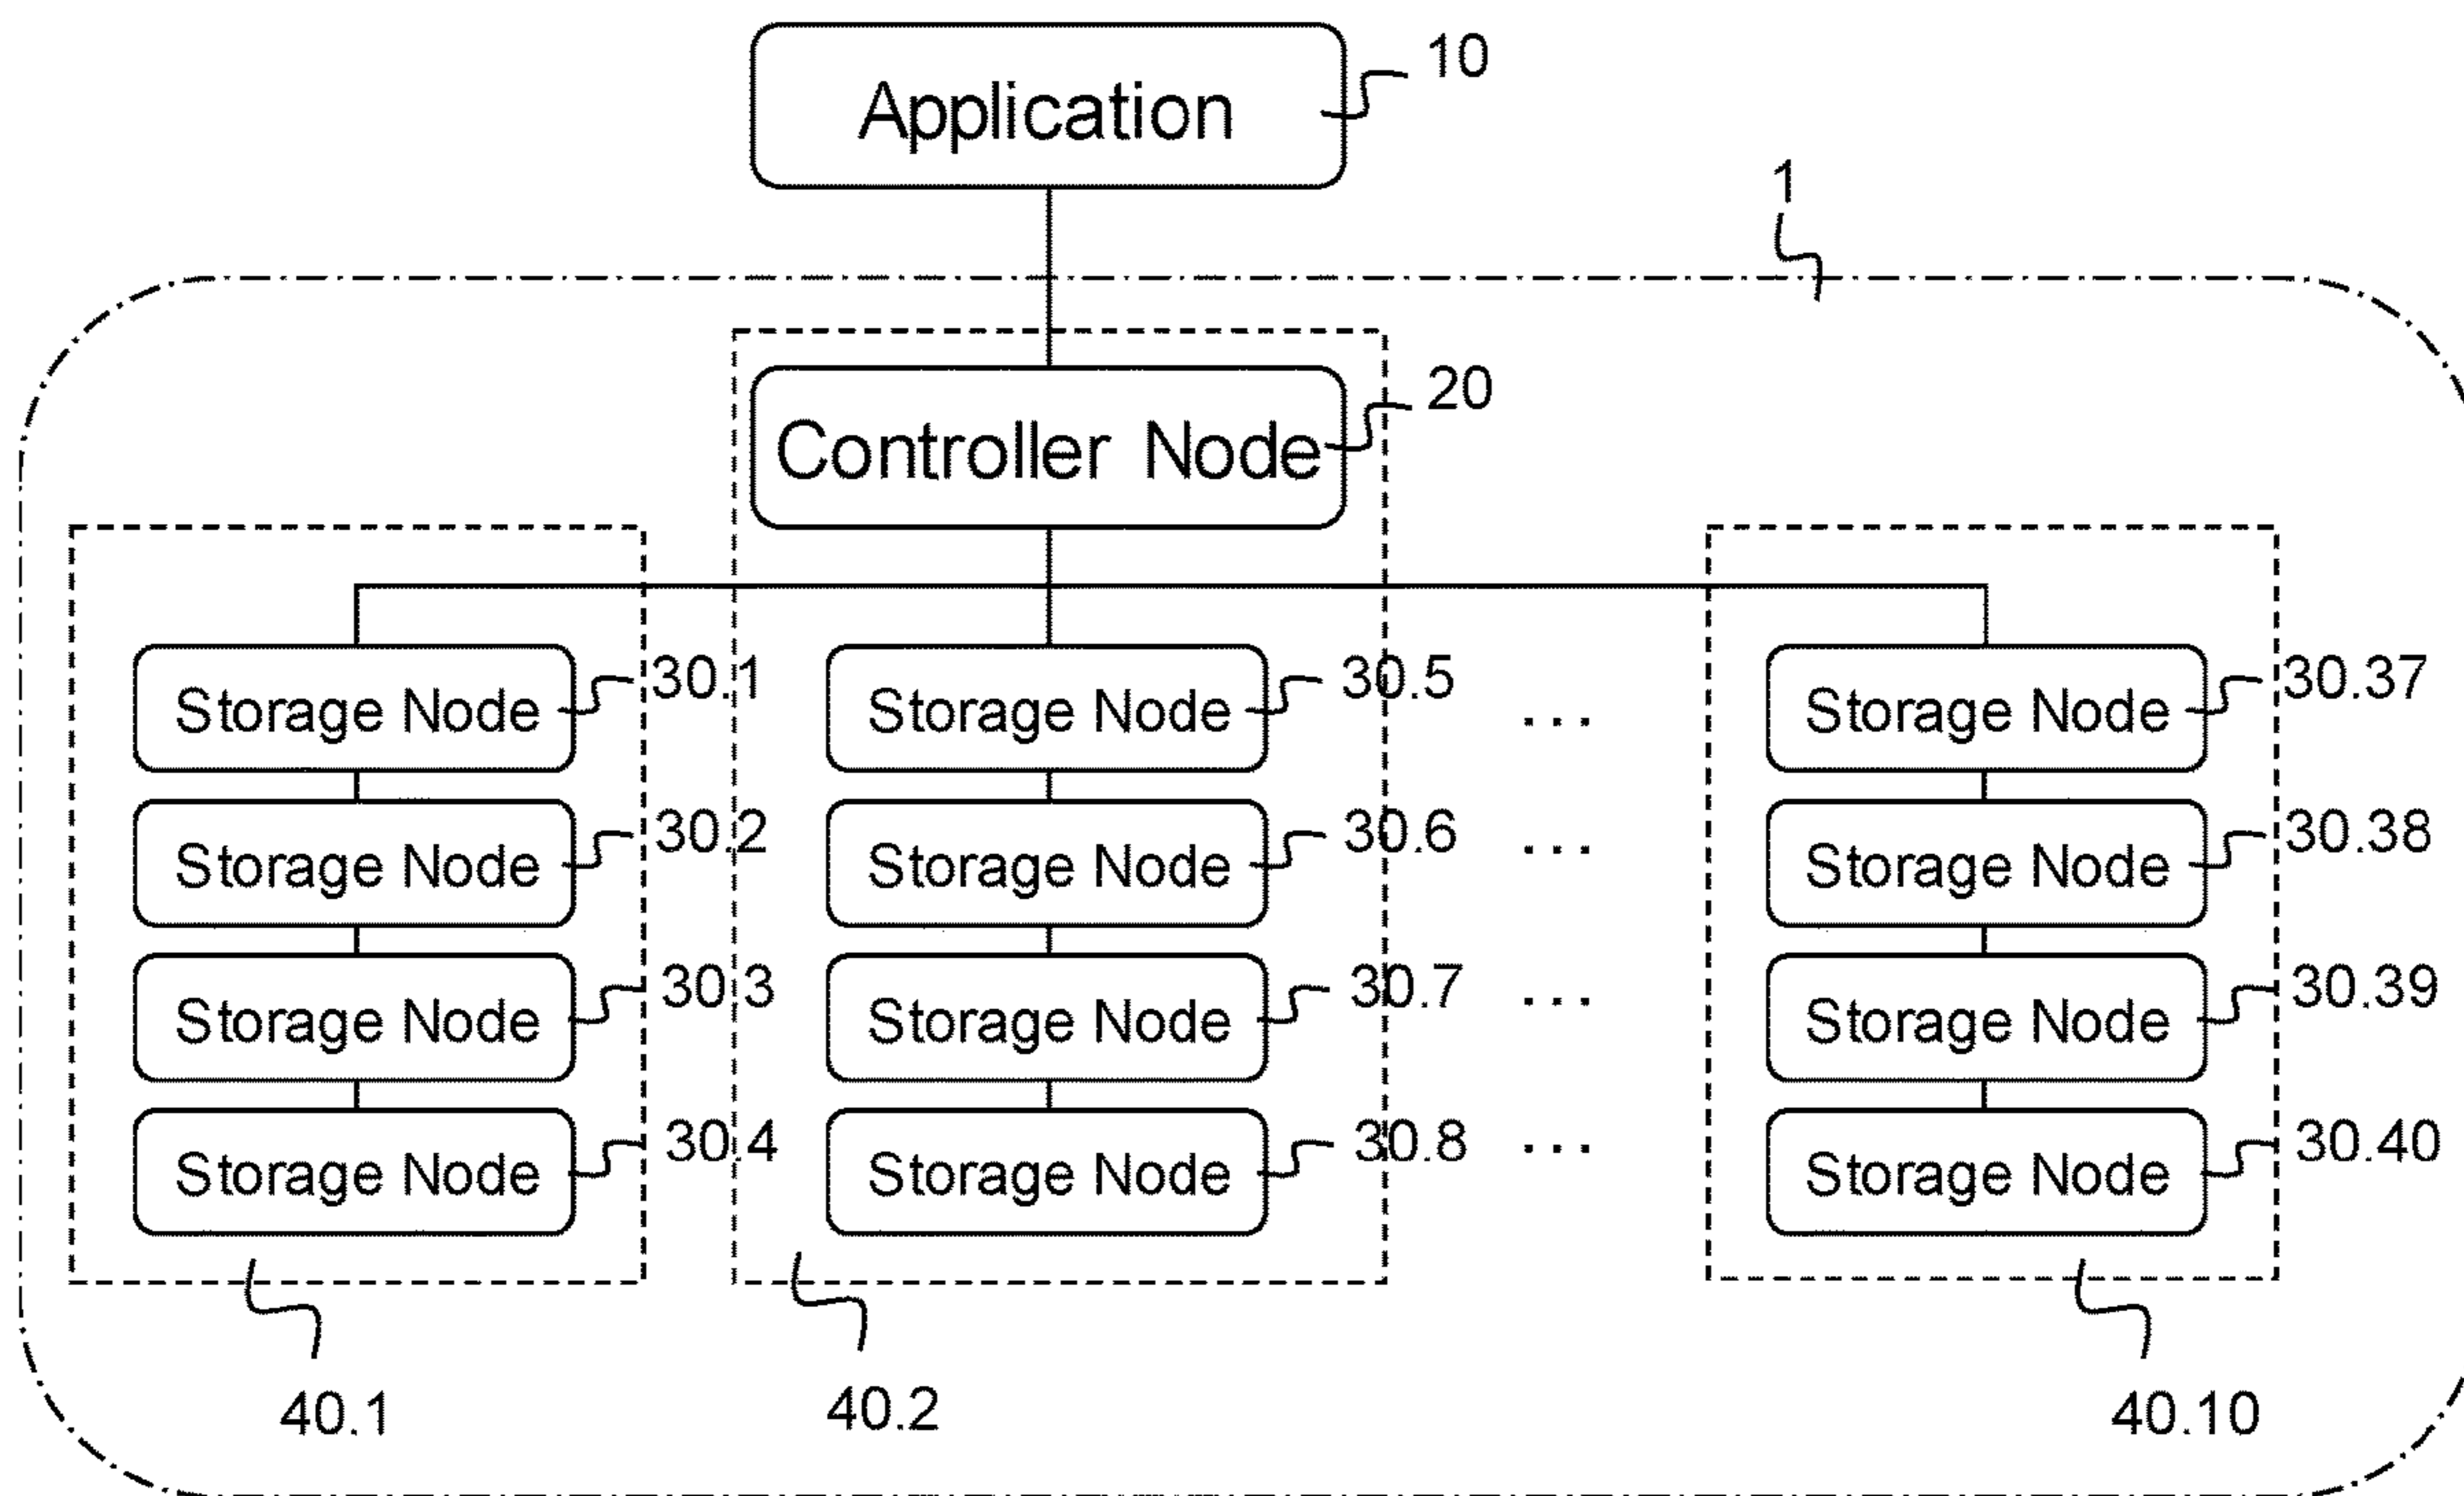 10
Application
1
20
Controller Node
Storage Node 30.1 Storage Node 30.5 ... Storage Node 30.37
Storage Node 30.2 Storage Node 30.6 ... Storage Node 30.38
Storage Node 30.3 Storage Node 30.7 ... Storage Node 30.39
Storage Node 30.4 Storage Node 30.8 ... Storage Node 30.40
40.1 40.2 40.10